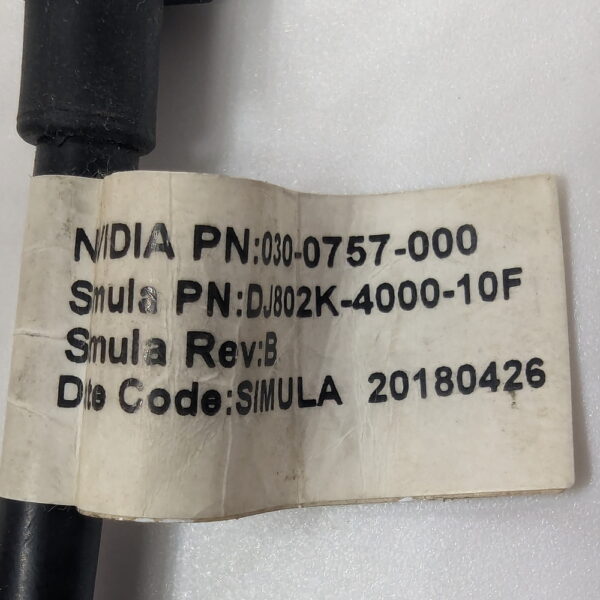 NVIDIA PN:030-0757-000
Simula PN:DJ802K-4000-10F
Simula Rev:B
Date Code:SIMULA 20180426